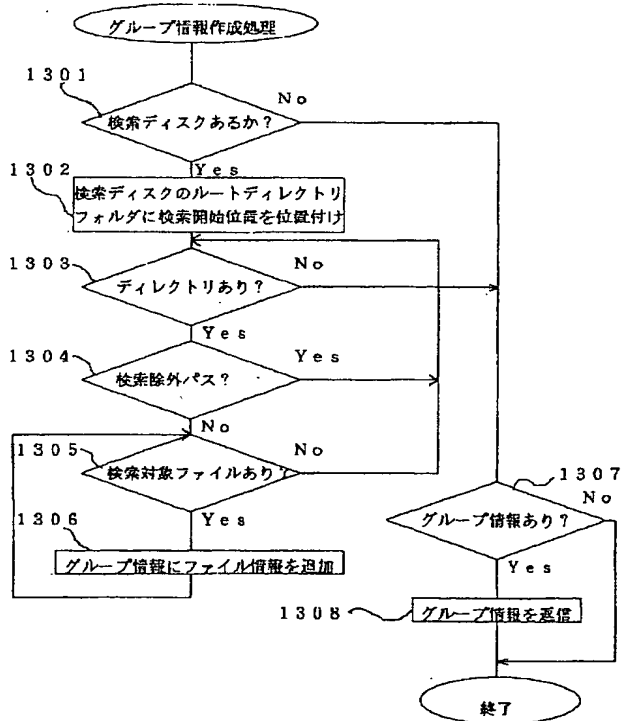 グループ情報作成処理
1301
No
検索ディスクあるか？
Yes
1302
検索ディスクのルートディレクトリ
フォルダに検索開始位置を位置付け
1303
No
ディレクトリあり？
Yes
1304
Yes
検索除外パス？
No
1305
No
検索対象ファイルあり？
Yes
1306
グループ情報にファイル情報を追加
1307
No
グループ情報あり？
Yes
1308
グループ情報を返信
終了